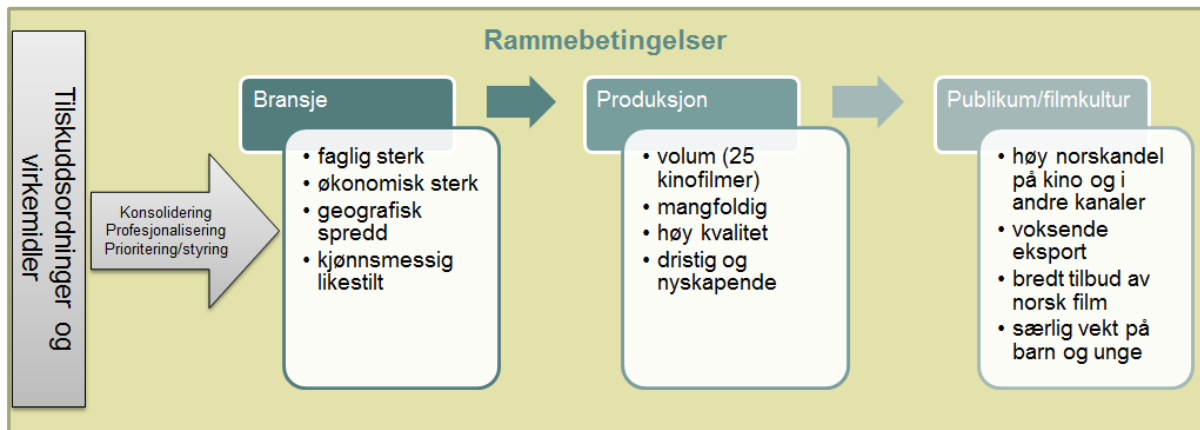 Rammebetingelser
Tilskuddsordninger og
virkemidler
Konsolidering
Profesjonalisering
Prioritering/styring
Bransje
• faglig sterk
• økonomisk sterk
• geografisk
spredd
• kjønnsmessig
likestilt
Produksjon
• volum (25
kinofilmer)
• mangfoldig
• høy kvalitet
• dristig og
nyskapende
Publikum/filmkultur
• høy norskandel
på kino og i
andre kanaler
• voksende
eksport
• bredt tilbud av
norsk film
• særlig vekt på
barn og unge